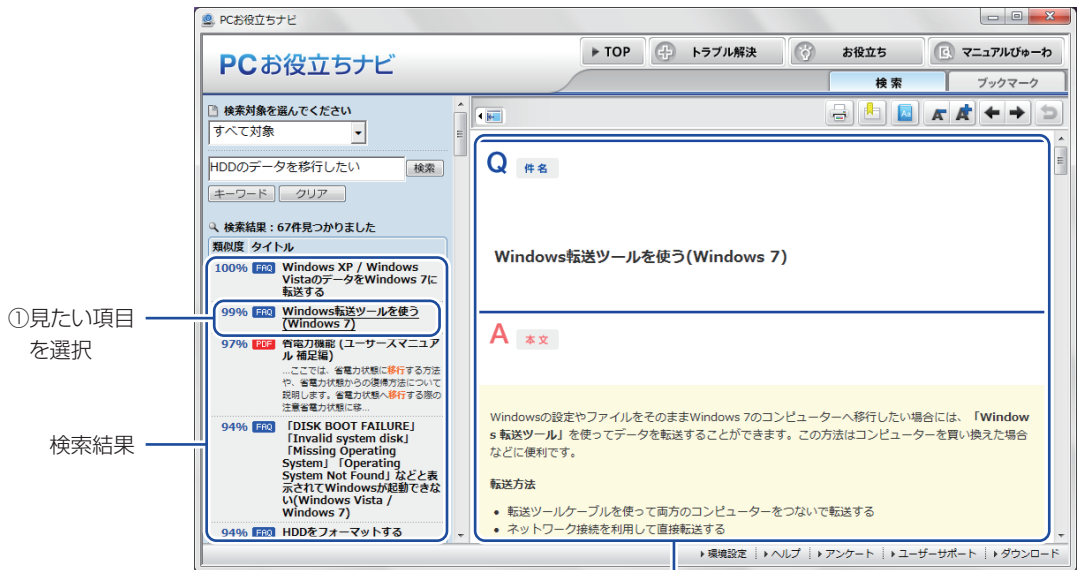 PCお役立ちナビ
PCお役立ちナビ
TOP
トラブル解決
お役立ち
マニュアルびゅーわ
検索
ブックマーク
検索対象を選んでください
すべて対象
HDDのデータを移行したい
検索
キーワード
クリア
検索結果：67件見つかりました
類似度 タイトル
100% FAQ Windows XP / Windows
VistaのデータをWindows 7に
転送する
99% FAQ Windows転送ツールを使う
(Windows 7)
97% PDF 省電力機能 (ユーザーズマニュア
ル 補足編)
…ここでは、省電力状態に移行する方法
や、省電力状態からの復帰方法について
説明します。省電力状態へ移行する際の
注意省電力状態に移...
94% FAQ 「DISK BOOT FAILURE」
「Invalid system disk」
「Missing Operating
System」「Operating
System Not Found」などと表
示されてWindowsが起動できな
い(Windows Vista /
Windows 7)
94% FAQ HDDをフォーマットする
Q 件名
Windows転送ツールを使う(Windows 7)
A 本文
Windowsの設定やファイルをそのままWindows 7のコンピューターへ移行したい場合には、「Window
s 転送ツール」を使ってデータを転送することができます。この方法はコンピューターを買い換えた場合
などに便利です。
転送方法
• 転送ツールケーブルを使って両方のコンピューターをつないで転送する
• ネットワーク接続を利用して直接転送する
環境設定
ヘルプ
アンケート
ユーザーサポート
ダウンロード
①見たい項目
を選択
検索結果